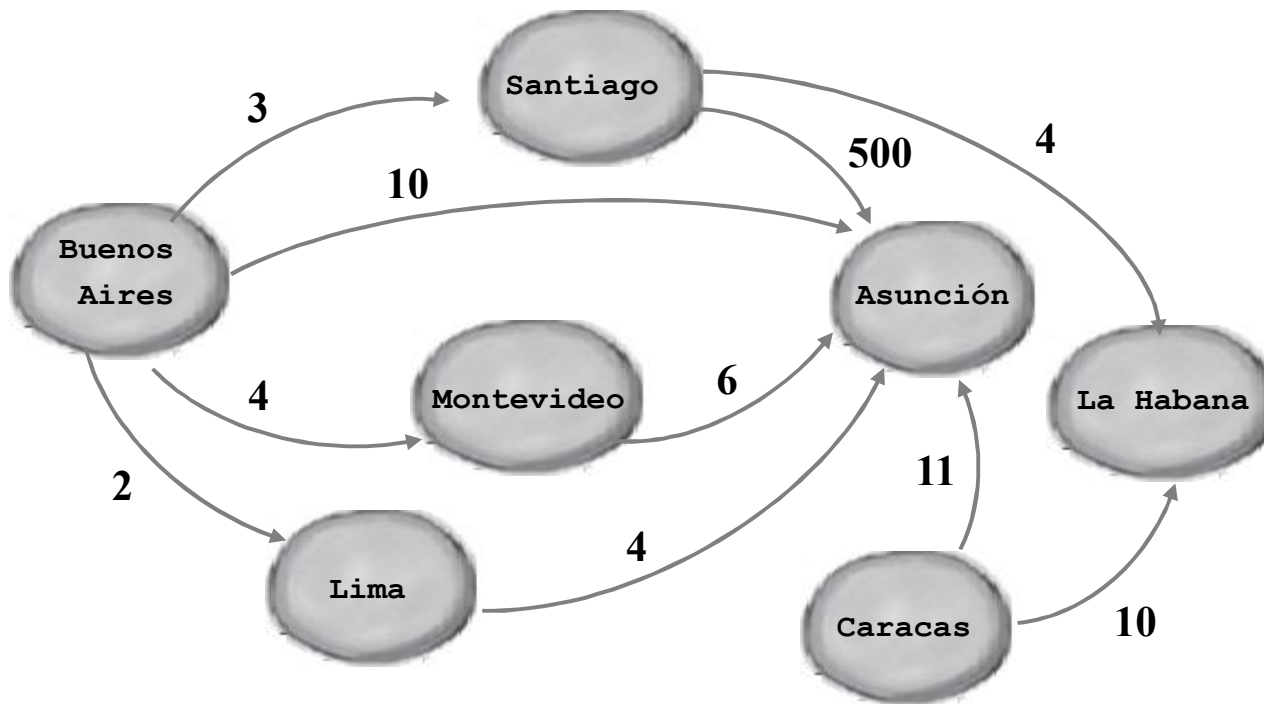 Santiago
3
4
500
10
Buenos
Aires
Asunción
Montevideo
6
La Habana
4
2
11
4
Lima
Caracas
10